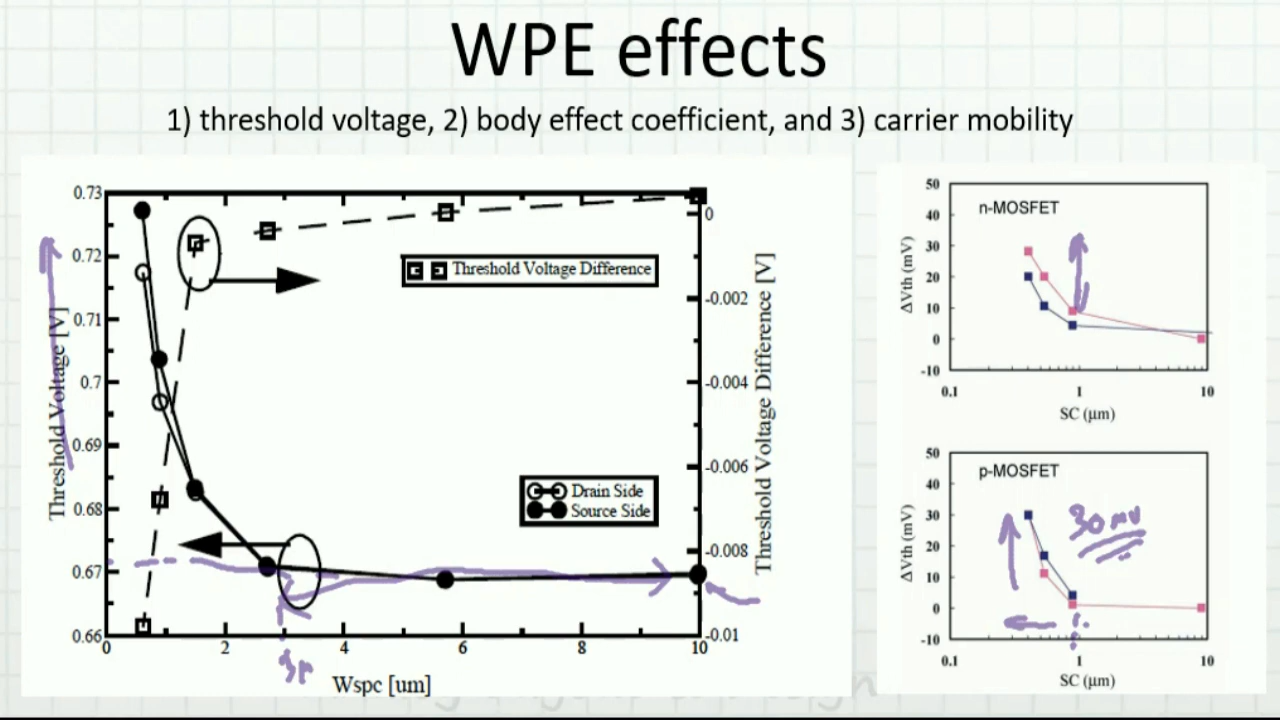 WPE effects
1) threshold voltage, 2) body effect coefficient, and 3) carrier mobility
Threshold Voltage [V]
0.73
0.72
0.71
0.7
0.69
0.68
0.67
0.66
0
2
4
6
8
10
Wspc [um]
Threshold Voltage Difference
Drain Side
Source Side
0
-0.002
-0.004
-0.006
-0.008
-0.01
Threshold Voltage Difference [V]
n-MOSFET
ΔVth (mV)
50
40
30
20
10
0
-10
0.1
1
10
SC (μm)
p-MOSFET
ΔVth (mV)
50
40
30
20
10
0
-10
0.1
1
10
SC (μm)
30 mV